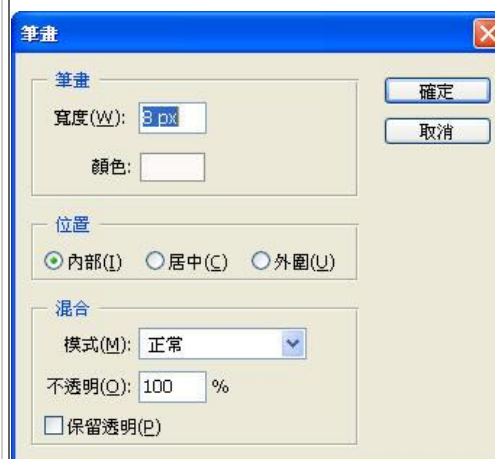 筆畫
筆畫
寬度(W): 8 px
顏色:
確定
取消
位置
內部(I) 居中(C) 外圍(U)
混合
模式(M): 正常
不透明(O): 100 %
保留透明(P)